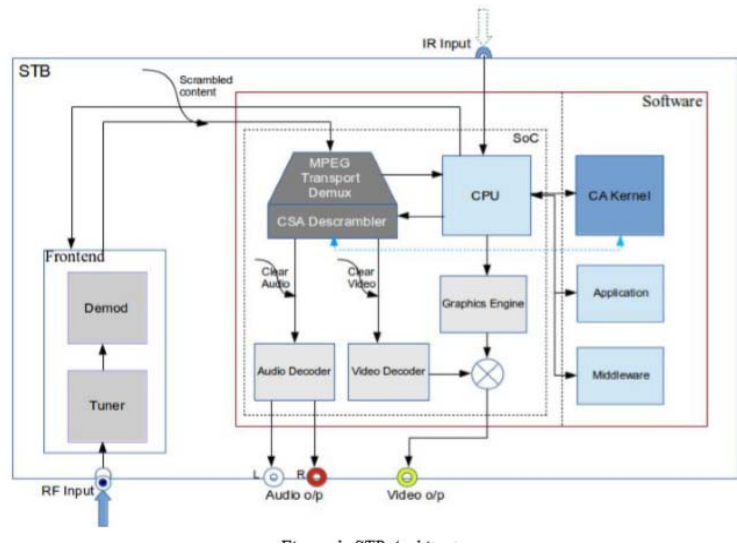 IR Input
STB
Scrambled
content
Software
SoC
MPEG
Transport
Demux
CSA Descrambler
CPU
CA Kernel
Frontend
Demod
Tuner
Clear
Audio
Clear
Video
Graphics Engine
Application
Audio Decoder
Video Decoder
Middleware
RF Input
L
R
Audio o/p
Video o/p
STB